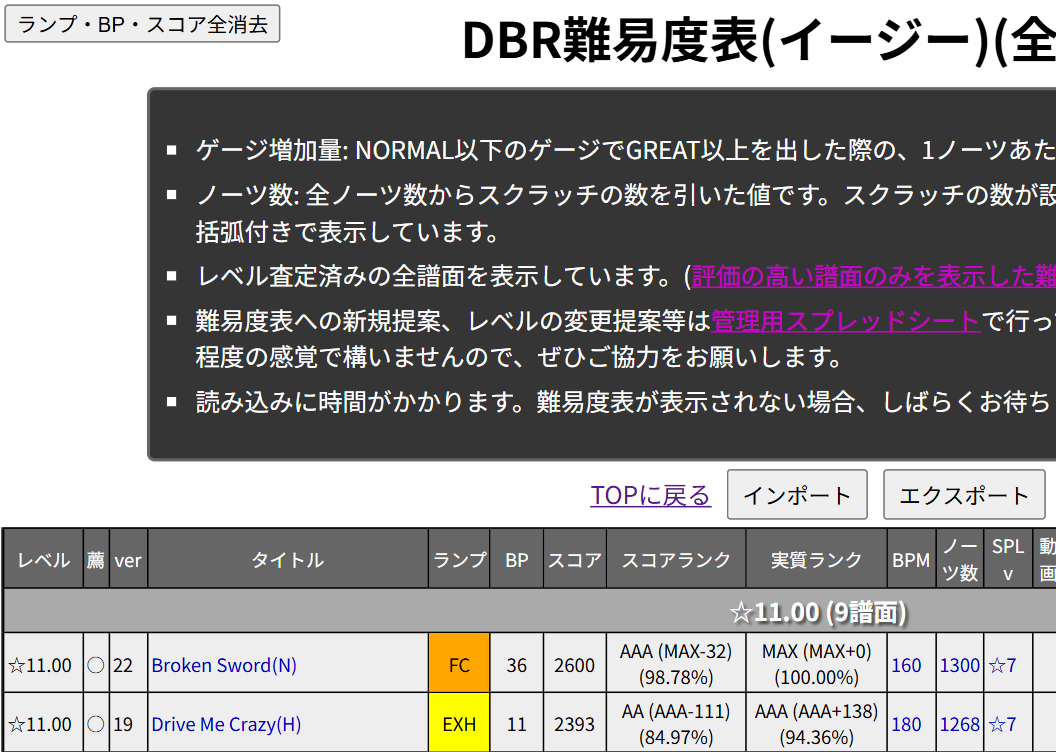 ランプ・BP・スコア全消去
DBR難易度表(イージー)(全
ゲージ増加量: NORMAL以下のゲージでGREAT以上を出した際の、1ノーツあた
ノーツ数: 全ノーツ数からスクラッチの数を引いた値です。スクラッチの数が設
括弧付きで表示しています。
レベル査定済みの全譜面を表示しています。(評価の高い譜面のみを表示した難
難易度表への新規提案、レベルの変更提案等は管理用スプレッドシートで行っ
程度の感覚で構いませんので、ぜひご協力をお願いします。
読み込みに時間がかかります。難易度表が表示されない場合、しばらくお待ち
TOPに戻る インポート エクスポート
レベル 薦 ver タイトル ランプ BP スコア スコアランク 実質ランク BPM ノーツ数 SPLv 動画
☆11.00 (9譜面)
☆11.00 〇 22 Broken Sword(N) FC 36 2600 AAA (MAX-32) (98.78%) MAX (MAX+0) (100.00%) 160 1300 ☆7
☆11.00 〇 19 Drive Me Crazy(H) EXH 11 2393 AA (AAA-111) (84.97%) AAA (AAA+138) (94.36%) 180 1268 ☆7